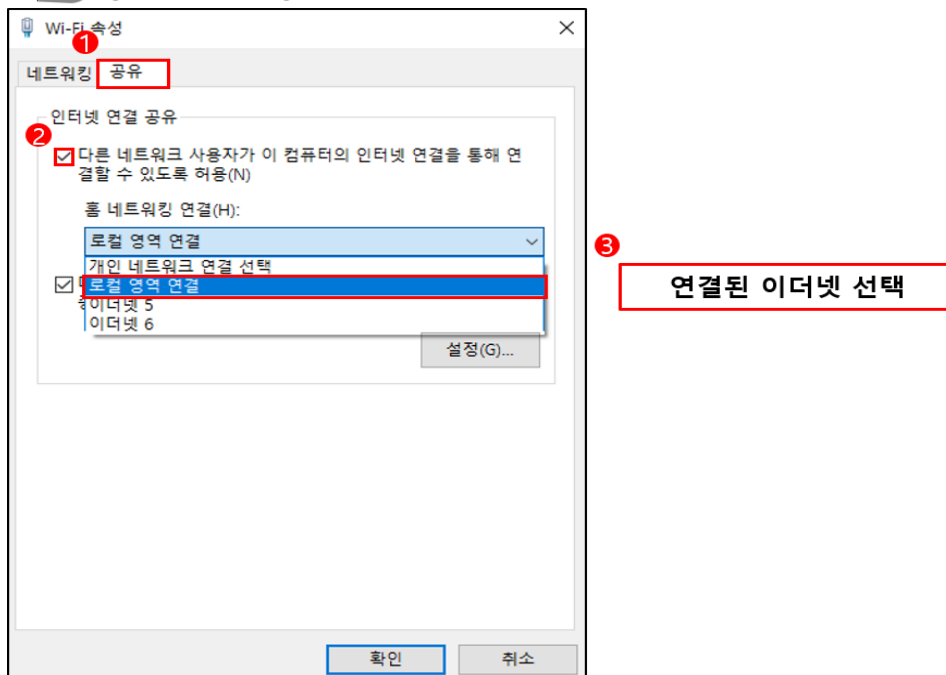 Wi-Fi 속성
1
네트워킹 공유
인터넷 연결 공유
2
다른 네트워크 사용자가 이 컴퓨터의 인터넷 연결을 통해 연
결할 수 있도록 허용(N)
홈 네트워킹 연결(H):
로컬 영역 연결
3
개인 네트워크 연결 선택
로컬 영역 연결
연결된 이더넷 선택
이더넷 5
이더넷 6
설정(G)...
확인 취소